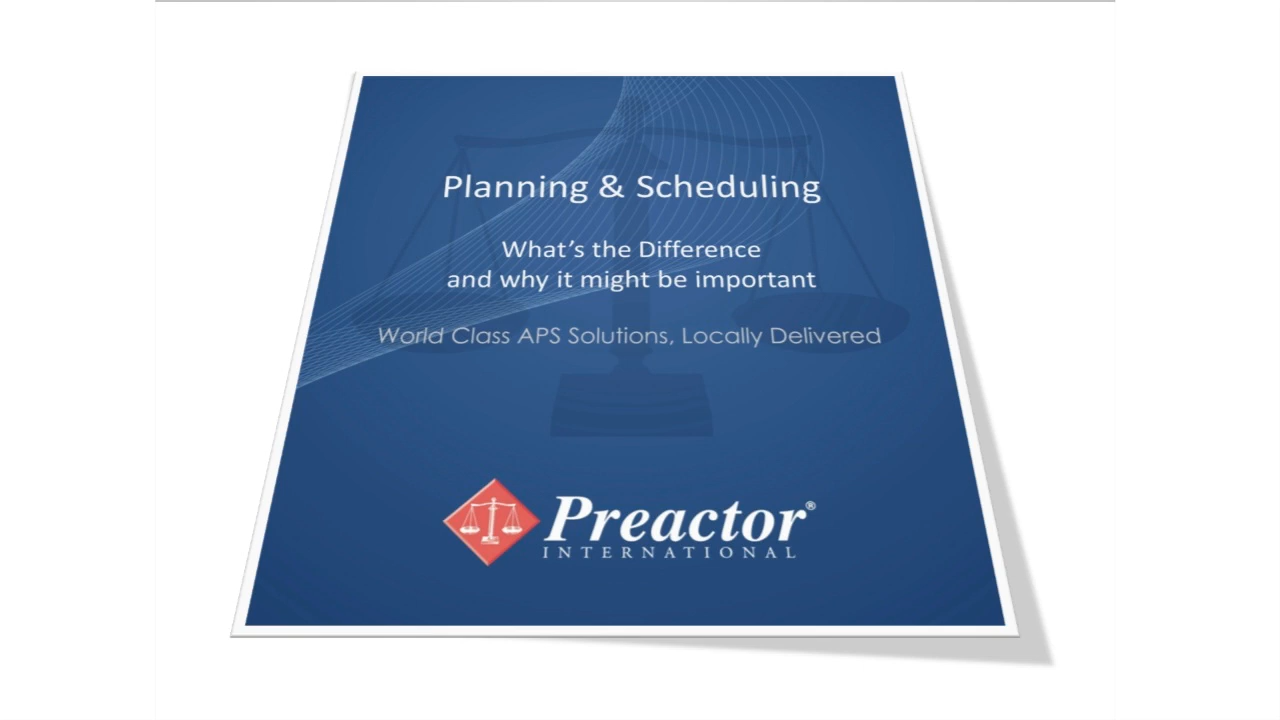 Planning & Scheduling
What's the Difference
and why it might be important
World Class APS Solutions, Locally Delivered
Preactor®
INTERNATIONAL